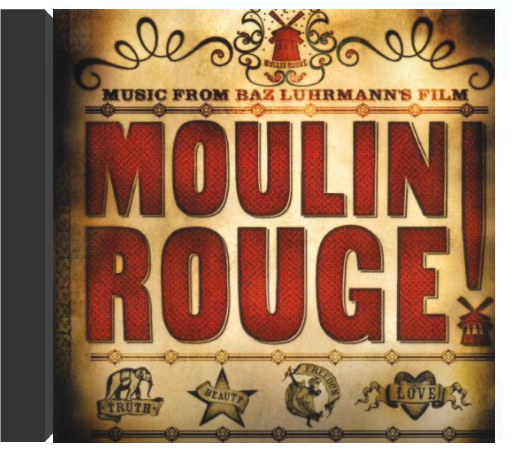 MOULIN ROUGE
MUSIC FROM BAZ LUHRMANN'S FILM
MOULIN
ROUGE!
TRUTH
BEAUTY
FREEDOM
LOVE